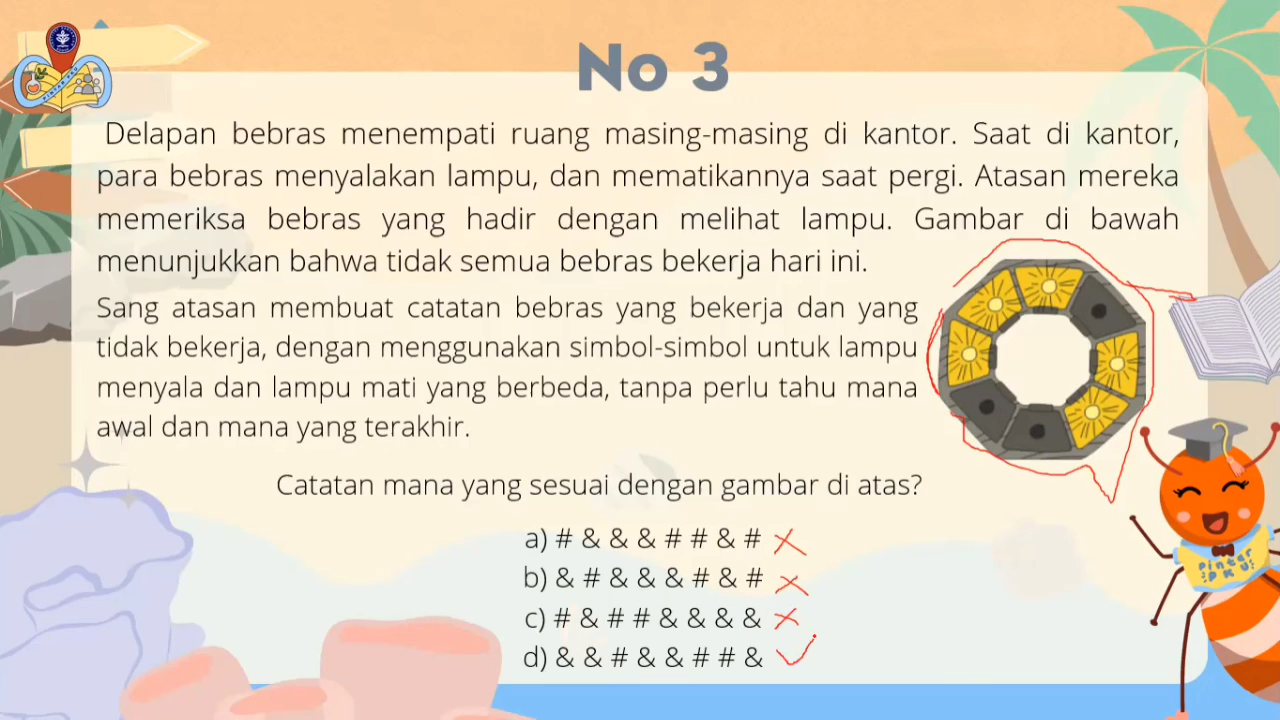 No 3
Delapan bebras menempati ruang masing-masing di kantor. Saat di kantor,
para bebras menyalakan lampu, dan mematikannya saat pergi. Atasan mereka
memeriksa bebras yang hadir dengan melihat lampu. Gambar di bawah
menunjukkan bahwa tidak semua bebras bekerja hari ini.
Sang atasan membuat catatan bebras yang bekerja dan yang
tidak bekerja, dengan menggunakan simbol-simbol untuk lampu
menyala dan lampu mati yang berbeda, tanpa perlu tahu mana
awal dan mana yang terakhir.
Catatan mana yang sesuai dengan gambar di atas?
a) # & & & # # & #
b) & # & & & # & #
c) # & # # & & & &
d) & & # & & # # &
pintar
PKU